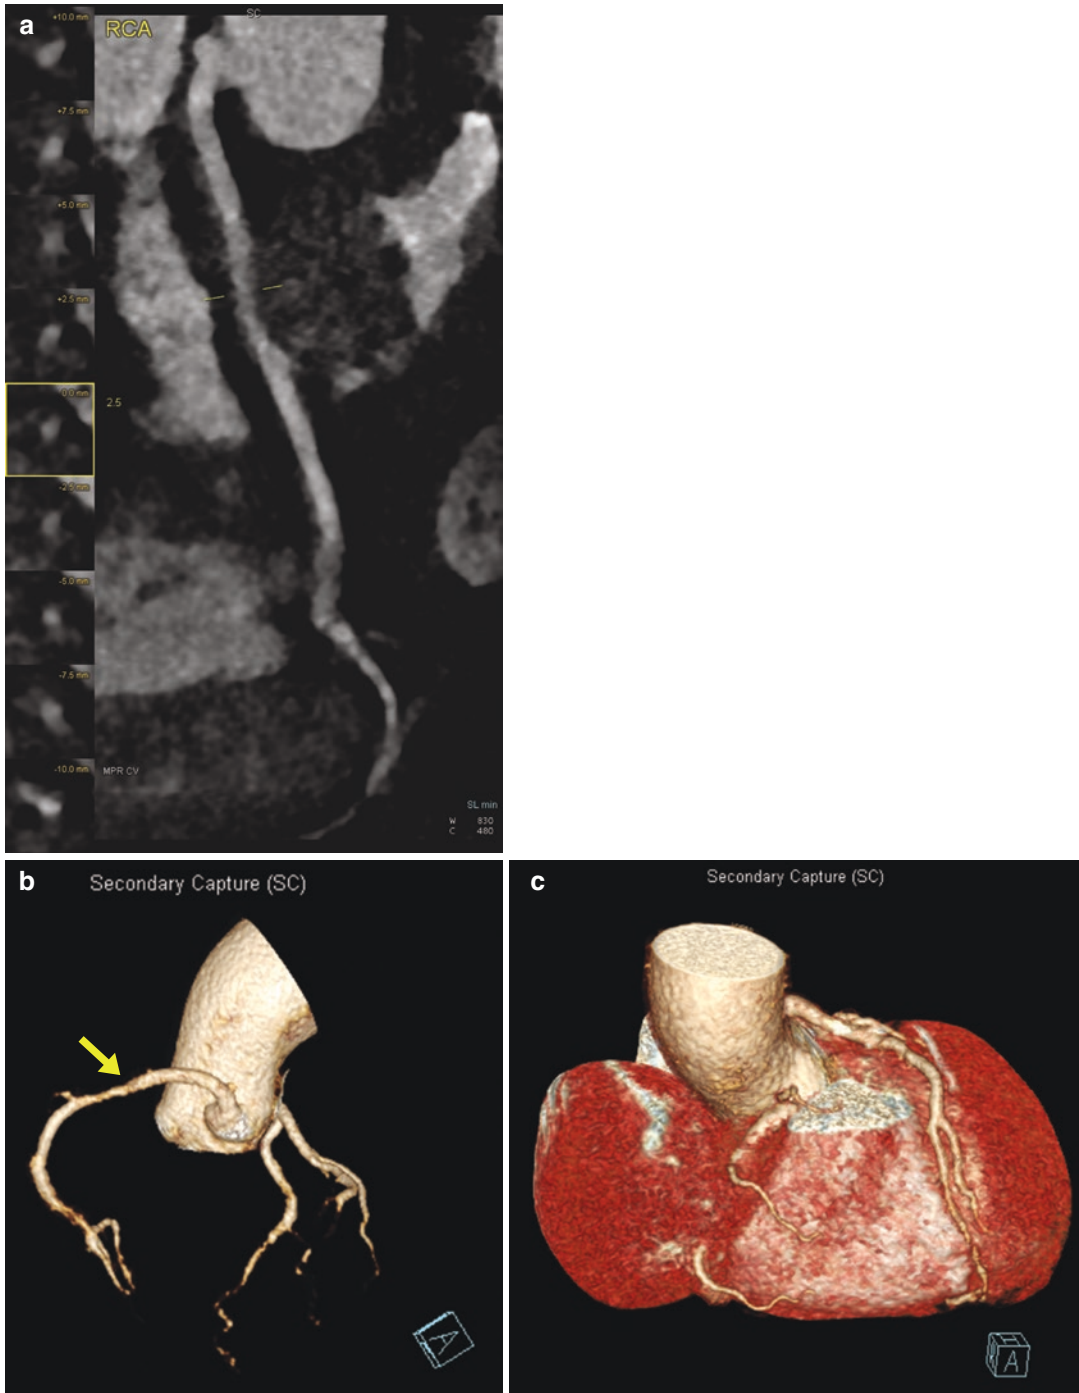 a
SC
+10.0 mm
RCA
+7.5 mm
+5.0 mm
+2.5 mm
0.0 mm
2.5
-2.5 mm
-5.0 mm
-7.5 mm
-10.0 mm
MPR CV
SL min
W 830
C 480
b
Secondary Capture (SC)
A
c
Secondary Capture (SC)
A